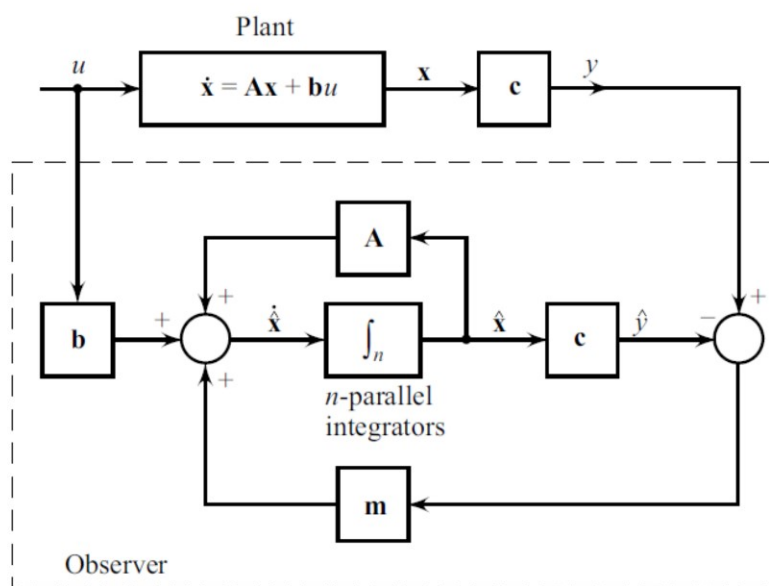 Plant
u
ẋ = Ax + bu
x
c
y
A
+
+
b
+
x̂̇
∫n
x̂
c
ŷ
−
+
n-parallel
integrators
m
Observer